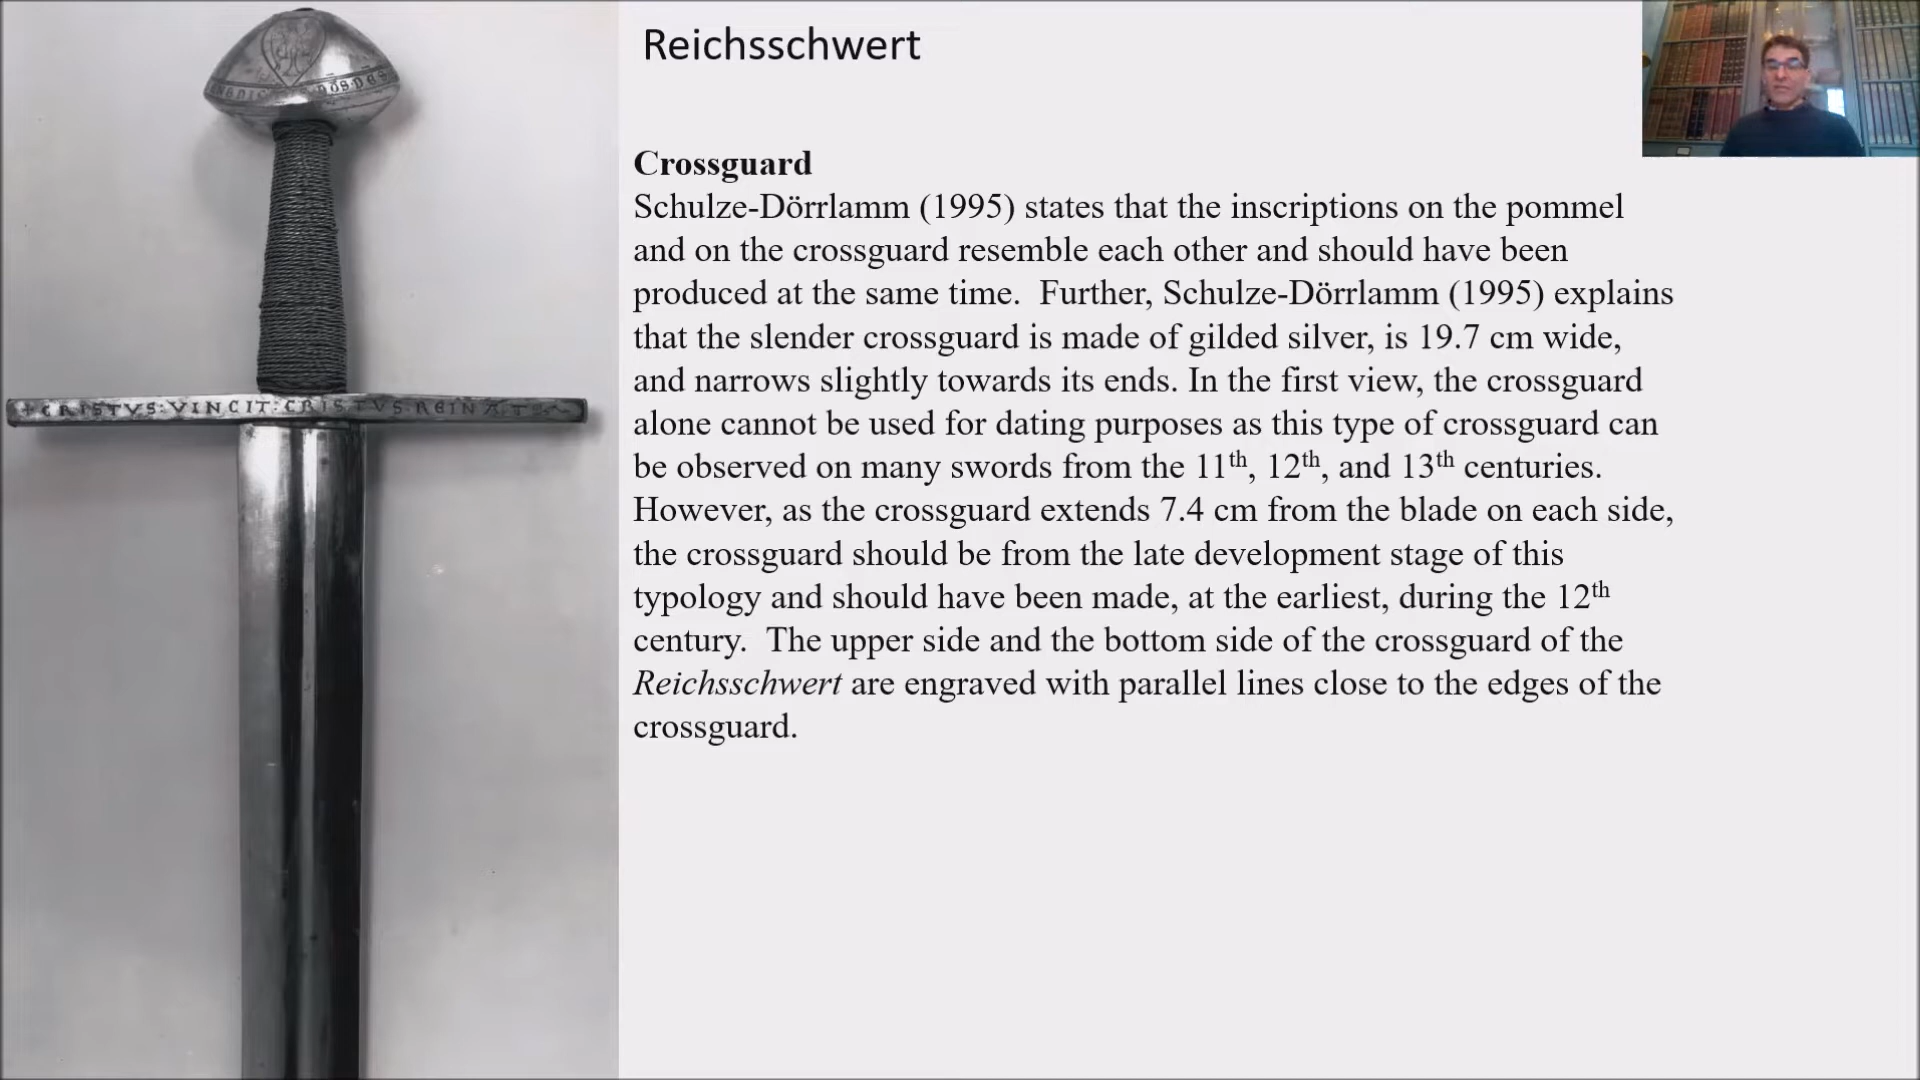 Reichsschwert
Crossguard
Schulze-Dörrlamm (1995) states that the inscriptions on the pommel
and on the crossguard resemble each other and should have been
produced at the same time.  Further, Schulze-Dörrlamm (1995) explains
that the slender crossguard is made of gilded silver, is 19.7 cm wide,
and narrows slightly towards its ends. In the first view, the crossguard
alone cannot be used for dating purposes as this type of crossguard can
be observed on many swords from the 11th, 12th, and 13th centuries.
However, as the crossguard extends 7.4 cm from the blade on each side,
the crossguard should be from the late development stage of this
typology and should have been made, at the earliest, during the 12th
century.  The upper side and the bottom side of the crossguard of the
Reichsschwert are engraved with parallel lines close to the edges of the
crossguard.
+CRISTVS:VINCIT:CRISTVS:REINAT